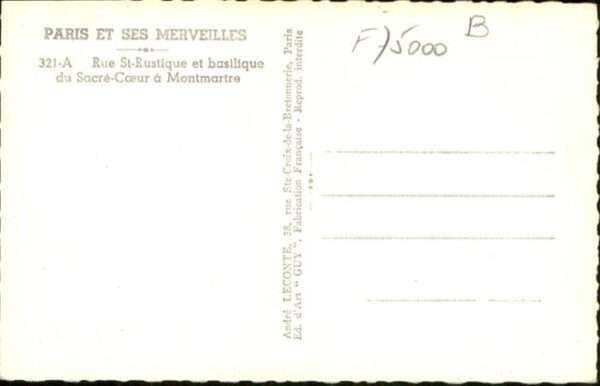 PARIS ET SES MERVEILLES
321-A Rue St-Rustique et basilique
du Sacré-Cœur à Montmartre
André LECONTE, 38, rue Ste-Croix-de-la-Bretonnerie, Paris
Ed. d'Art "GUY", Fabrication Française - Reprod. interdite
F/5000 B